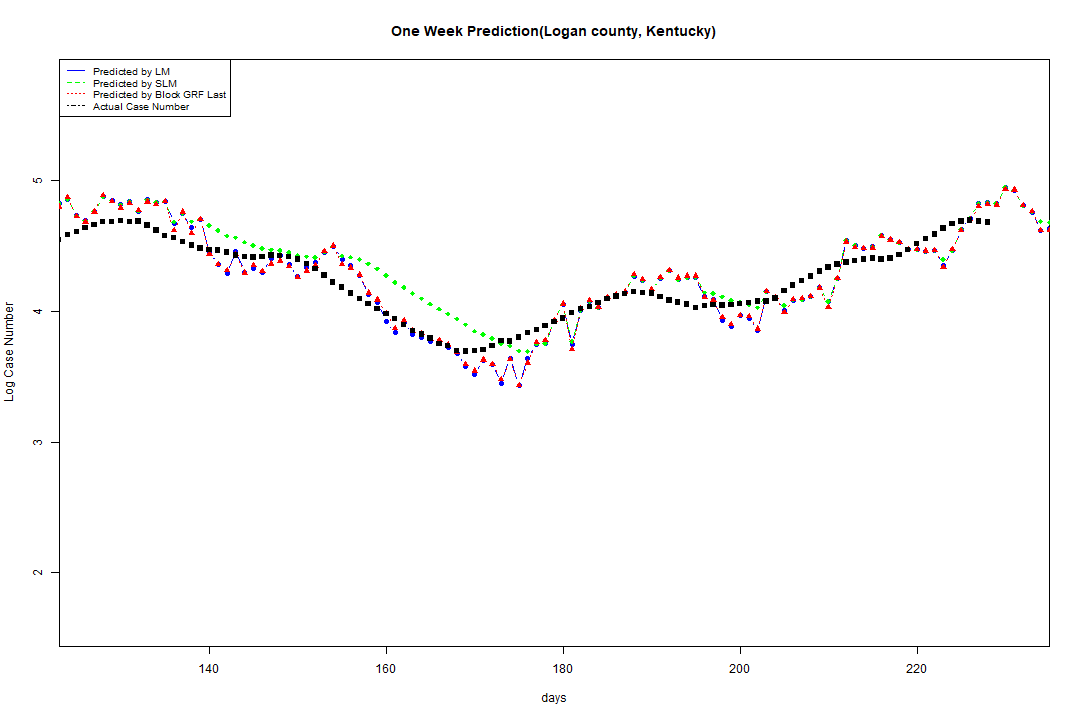 One Week Prediction(Logan county, Kentucky)
Predicted by LM
Predicted by SLM
Predicted by Block GRF Last
Actual Case Number
5
4
3
2
Log Case Number
140 160 180 200 220
days